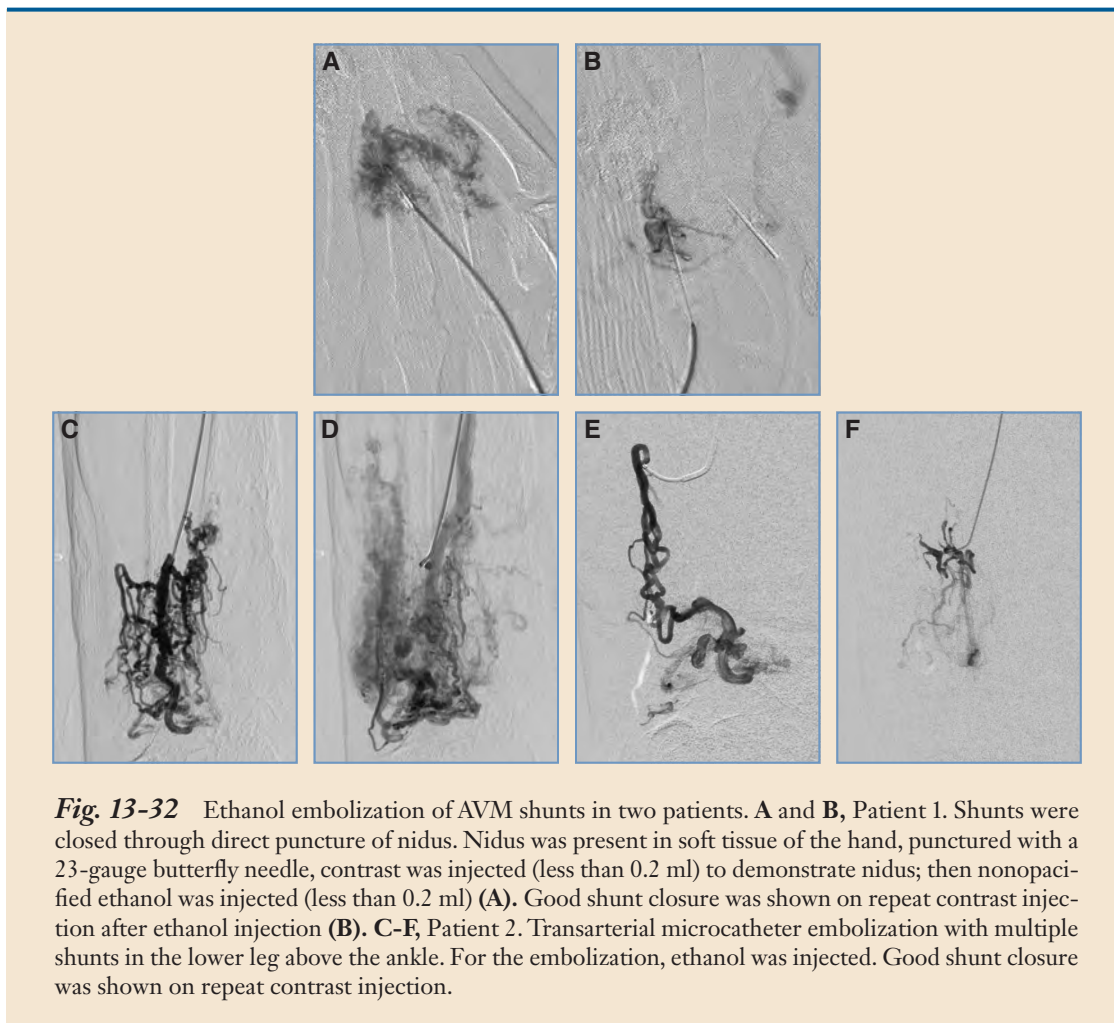 A
B
C
D
E
F
Fig. 13-32 Ethanol embolization of AVM shunts in two patients. A and B, Patient 1. Shunts were
closed through direct puncture of nidus. Nidus was present in soft tissue of the hand, punctured with a
23-gauge butterfly needle, contrast was injected (less than 0.2 ml) to demonstrate nidus; then nonopaci-
fied ethanol was injected (less than 0.2 ml) (A). Good shunt closure was shown on repeat contrast injec-
tion after ethanol injection (B). C-F, Patient 2. Transarterial microcatheter embolization with multiple
shunts in the lower leg above the ankle. For the embolization, ethanol was injected. Good shunt closure
was shown on repeat contrast injection.